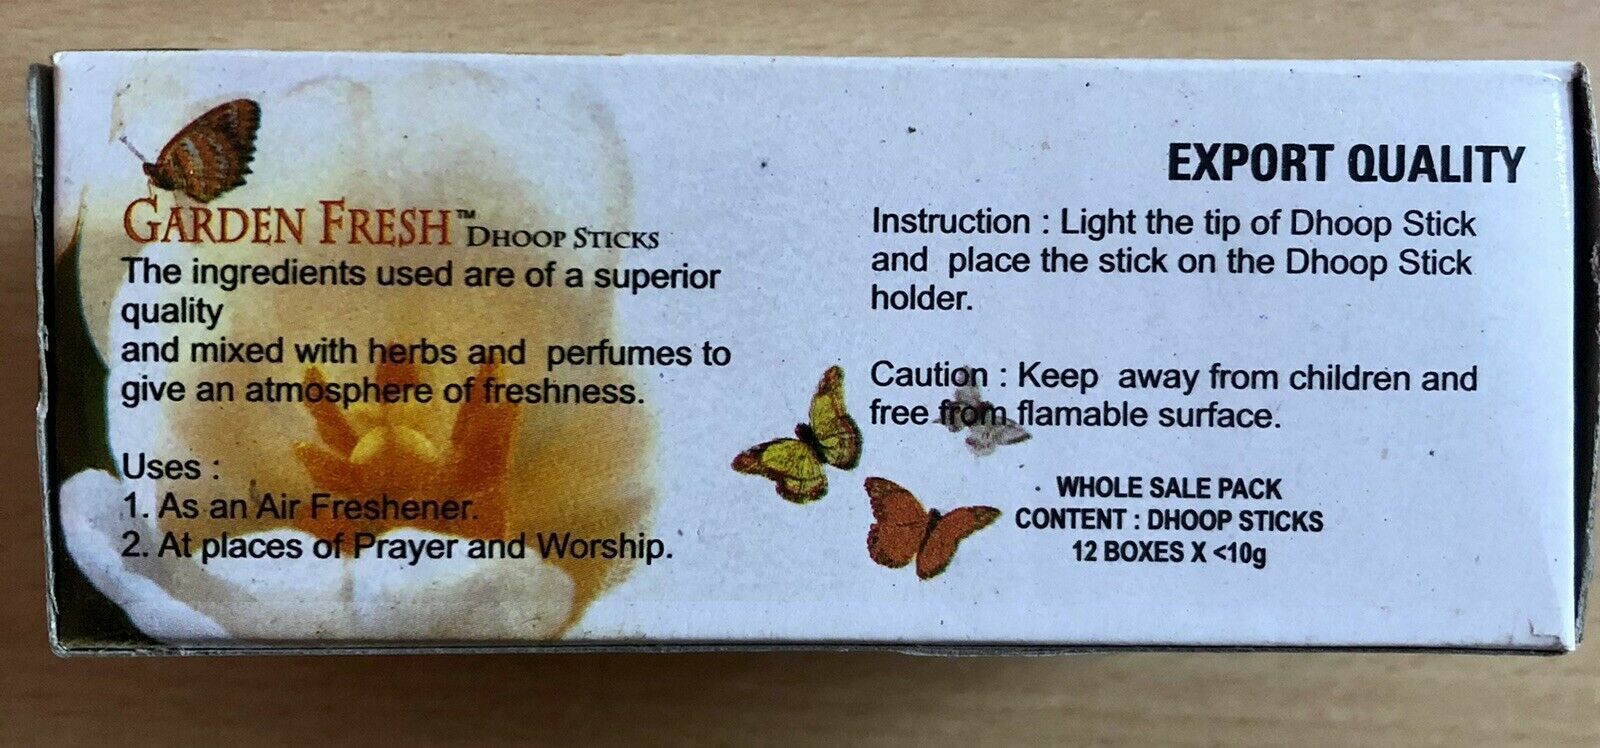 GARDEN FRESH™ DHOOP STICKS
The ingredients used are of a superior
quality
and mixed with herbs and perfumes to
give an atmosphere of freshness.
Uses :
1. As an Air Freshener.
2. At places of Prayer and Worship.
EXPORT QUALITY
Instruction : Light the tip of Dhoop Stick
and place the stick on the Dhoop Stick
holder.
Caution : Keep away from children and
free from flamable surface.
WHOLE SALE PACK
CONTENT : DHOOP STICKS
12 BOXES X <10g